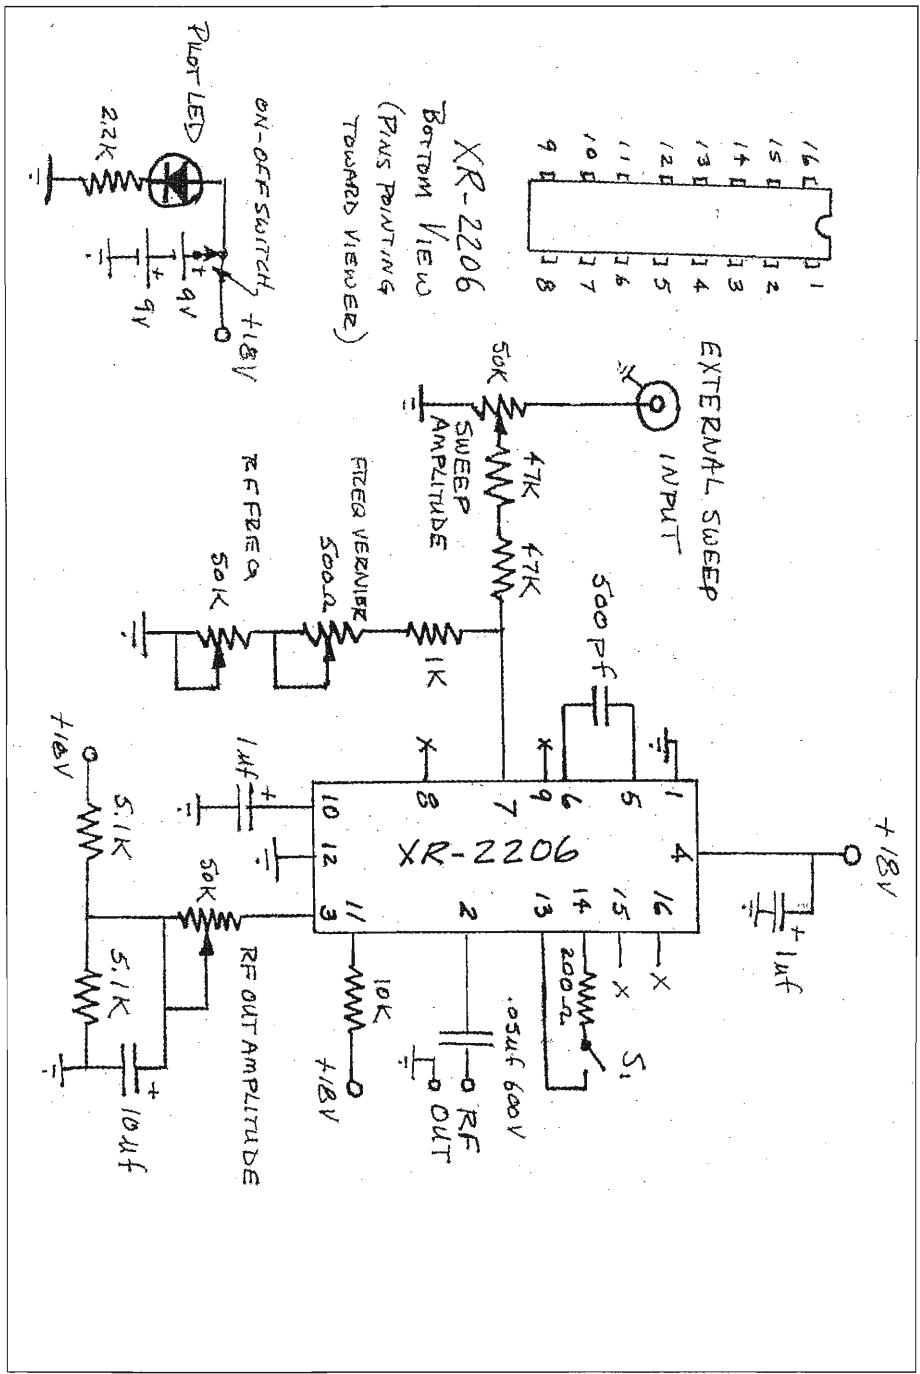 EXTERNAL SWEEP
INPUT
50K
SWEEP
AMPLITUDE
47K
47K
500pf
1K
FREQ VERNIER
500Ω
RF FREQ
50K
+18V
1µf
+
XR-2206
1
5
6
9
7
8
4
16
15
14
13
2
11
10
12
3
X
X
X
X
200Ω
S1
.05µf 600V
RF
OUT
10K
+18V
1µf
+
50K
RF OUT AMPLITUDE
+18V
5.1K
5.1K
10µf
+
16
15
14
13
12
11
10
9
1
2
3
4
5
6
7
8
XR-2206
BOTTOM VIEW
(PINS POINTING
TOWARD VIEWER)
ON-OFF SWITCH
+18V
PILOT LED
2.2K
+
9V
+
9V